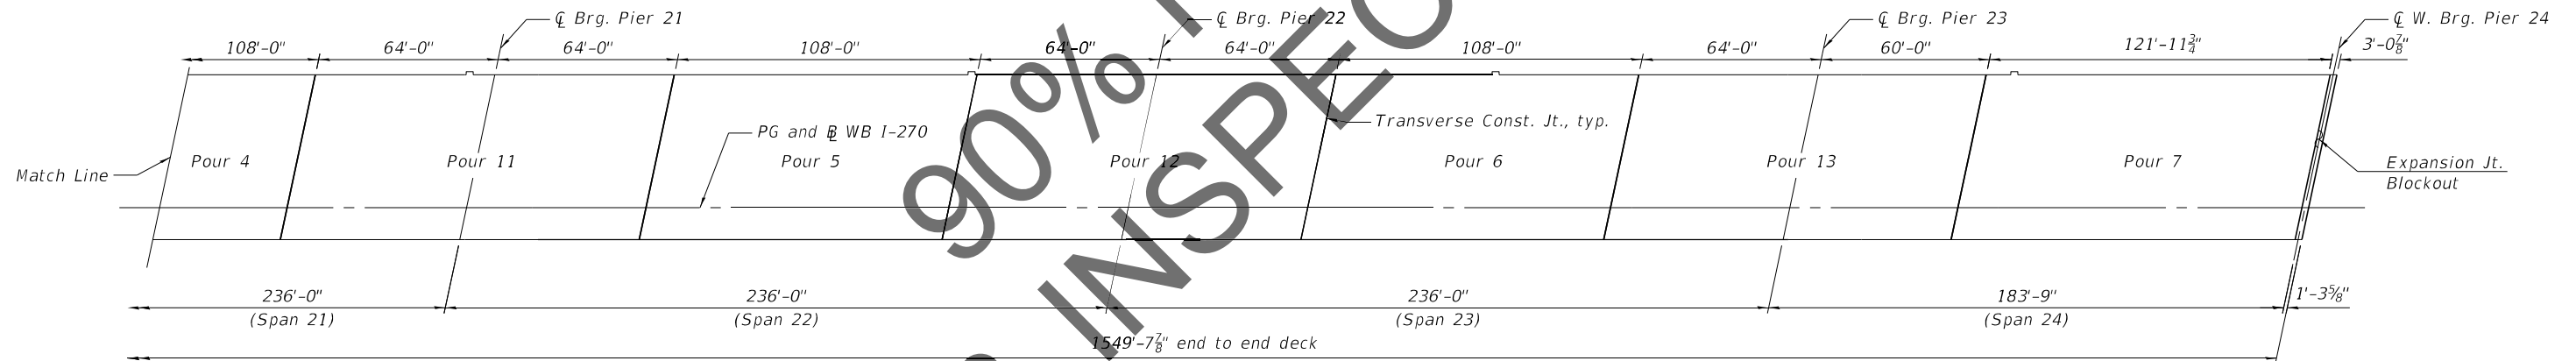 ℄ Brg. Pier 21
℄ Brg. Pier 22
℄ Brg. Pier 23
℄ W. Brg. Pier 24
108'-0" 64'-0" 64'-0" 108'-0" 64'-0" 64'-0" 108'-0" 64'-0" 60'-0" 121'-11¾" 3'-0⅞"
PG and ␢ WB I-270
Transverse Const. Jt., typ.
Match Line
Pour 4 Pour 11 Pour 5 Pour 12 Pour 6 Pour 13 Pour 7
Expansion Jt.
Blockout
236'-0" 236'-0" 236'-0" 183'-9" 1'-3⅝"
(Span 21) (Span 22) (Span 23) (Span 24)
1549'-7⅞" end to end deck
90%
INSPEC